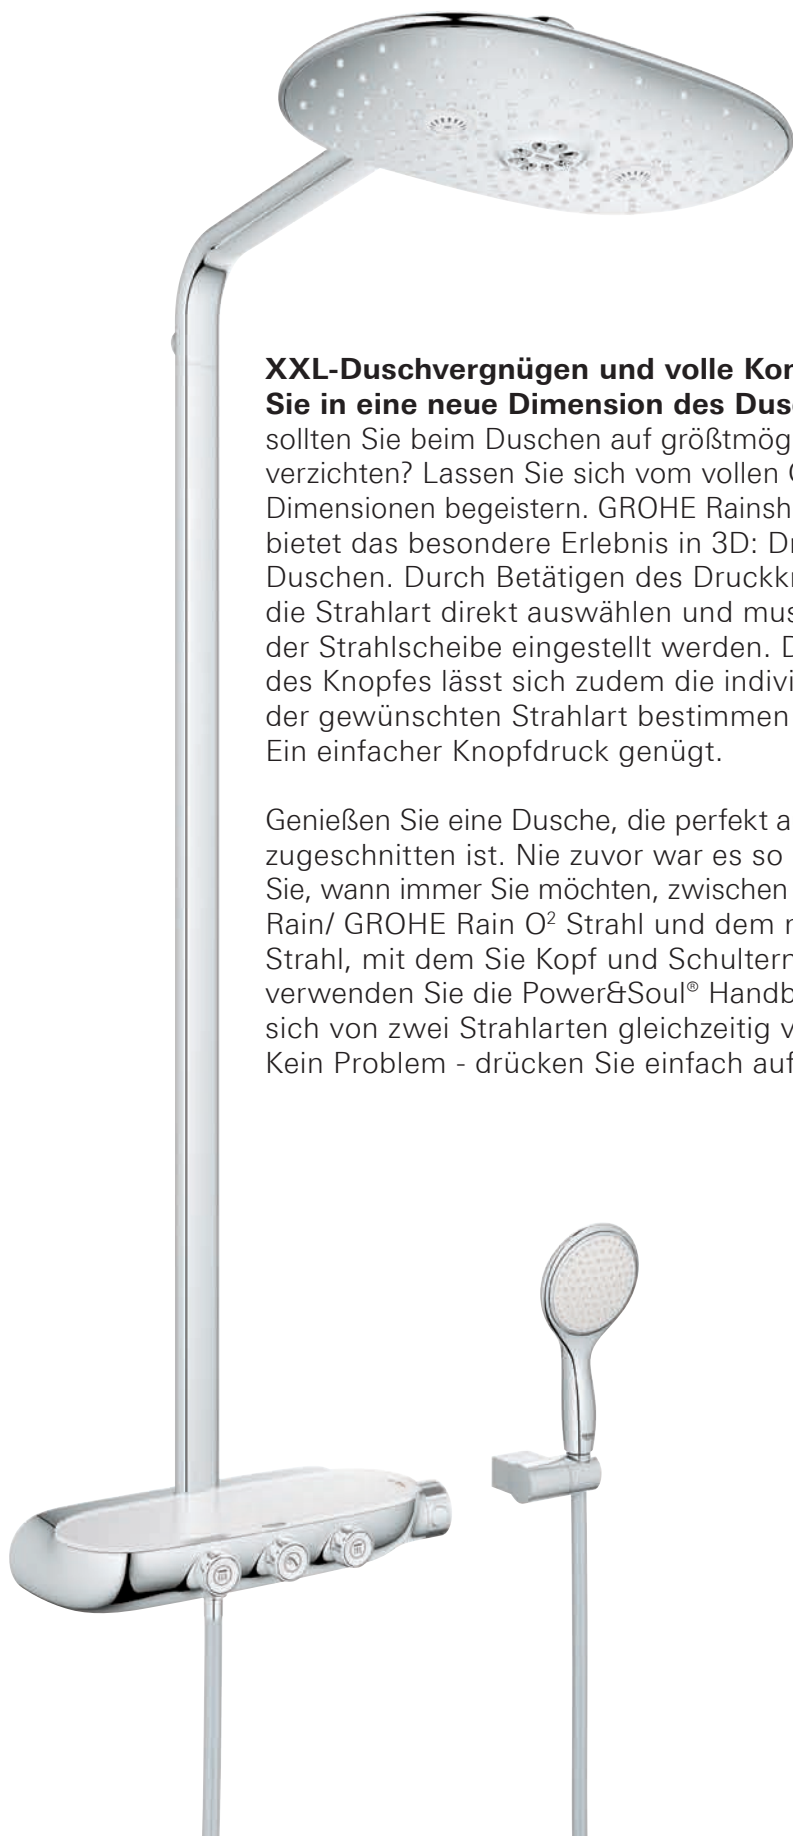 XXL-Duschvergnügen und volle Kon
Sie in eine neue Dimension des Dusc
sollten Sie beim Duschen auf größtmög
verzichten? Lassen Sie sich vom vollen
Dimensionen begeistern. GROHE Rainsh
bietet das besondere Erlebnis in 3D: Dr
Duschen. Durch Betätigen des Druckkn
die Strahlart direkt auswählen und mus
der Strahlscheibe eingestellt werden. D
des Knopfes lässt sich zudem die indivi
der gewünschten Strahlart bestimmen
Ein einfacher Knopfdruck genügt.
Genießen Sie eine Dusche, die perfekt a
zugeschnitten ist. Nie zuvor war es so
Sie, wann immer Sie möchten, zwischen
Rain/ GROHE Rain O² Strahl und dem
Strahl, mit dem Sie Kopf und Schultern
verwenden Sie die Power&Soul® Handb
sich von zwei Strahlarten gleichzeitig v
Kein Problem - drücken Sie einfach auf